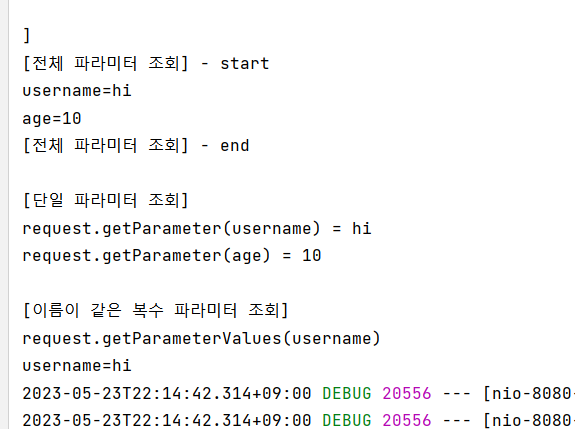 ]
[전체 파라미터 조회] - start
username=hi
age=10
[전체 파라미터 조회] - end
[단일 파라미터 조회]
request.getParameter(username) = hi
request.getParameter(age) = 10
[이름이 같은 복수 파라미터 조회]
request.getParameterValues(username)
username=hi
2023-05-23T22:14:42.314+09:00 DEBUG 20556 --- [nio-8080-
2023-05-23T22:14:42.314+09:00 DEBUG 20556 --- [nio-8080-